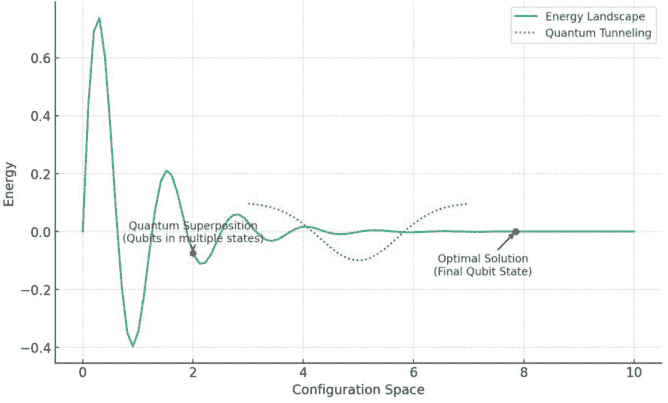 Energy Landscape
Quantum Tunneling
0.6
0.4
0.2
0.0
−0.2
−0.4
Energy
Quantum Superposition
(Qubits in multiple states)
Optimal Solution
(Final Qubit State)
0
2
4
6
8
10
Configuration Space